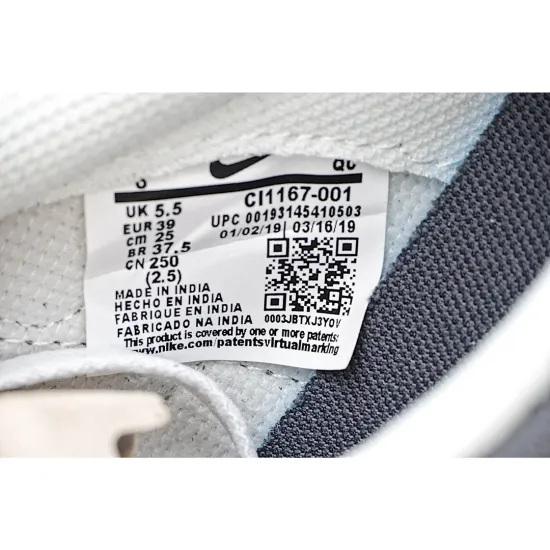 QC
UK 5.5
EUR 39
cm 25
BR 37.5
CN 250
(2.5)
CI1167-001
UPC 00193145410503
01/02/19| 03/16/19
0003JBTXJ3YOV
MADE IN INDIA
HECHO EN INDIA
FABRIQUE EN INDIA
FABRICADO NA INDIA
This product is covered by one or more patents:
www.nike.com/patentsvirtualmarking